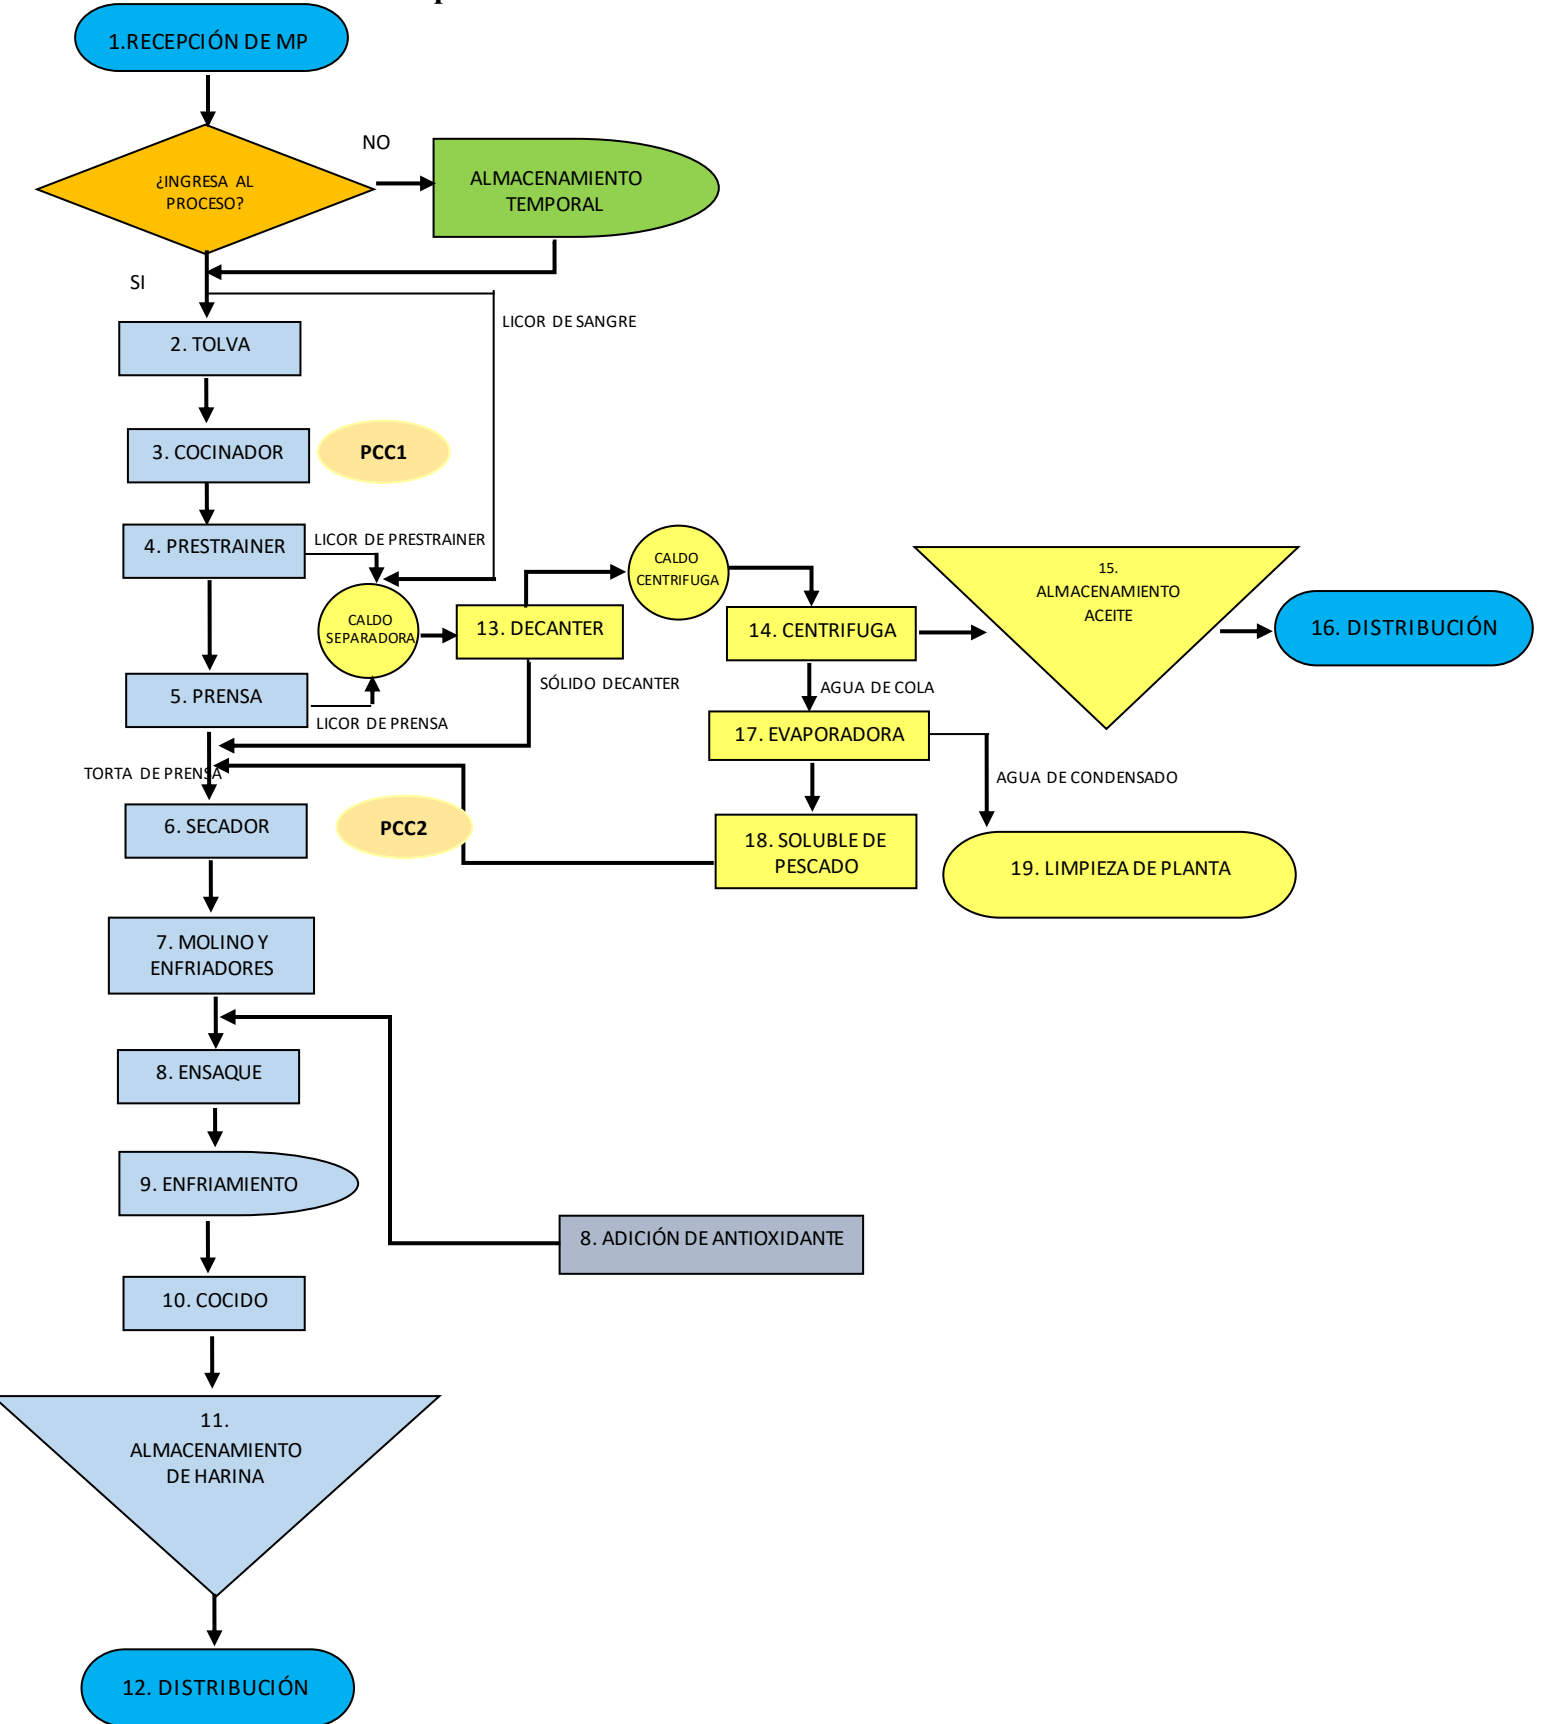 1.RECEPCIÓN DE MP
NO
¿INGRESA AL
PROCESO?
ALMACENAMIENTO
TEMPORAL
SI
LICOR DE SANGRE
2. TOLVA
3. COCINADOR
PCC1
4. PRESTRAINER
LICOR DE PRESTRAINER
CALDO
SEPARADORA
13. DECANTER
CALDO
CENTRIFUGA
14. CENTRIFUGA
15.
ALMACENAMIENTO
ACEITE
16. DISTRIBUCIÓN
5. PRENSA
LICOR DE PRENSA
SÓLIDO DECANTER
AGUA DE COLA
17. EVAPORADORA
AGUA DE CONDENSADO
TORTA DE PRENSA
6. SECADOR
PCC2
18. SOLUBLE DE
PESCADO
19. LIMPIEZA DE PLANTA
7. MOLINO Y
ENFRIADORES
8. ENSAQUE
9. ENFRIAMIENTO
8. ADICIÓN DE ANTIOXIDANTE
10. COCIDO
11.
ALMACENAMIENTO
DE HARINA
12. DISTRIBUCIÓN